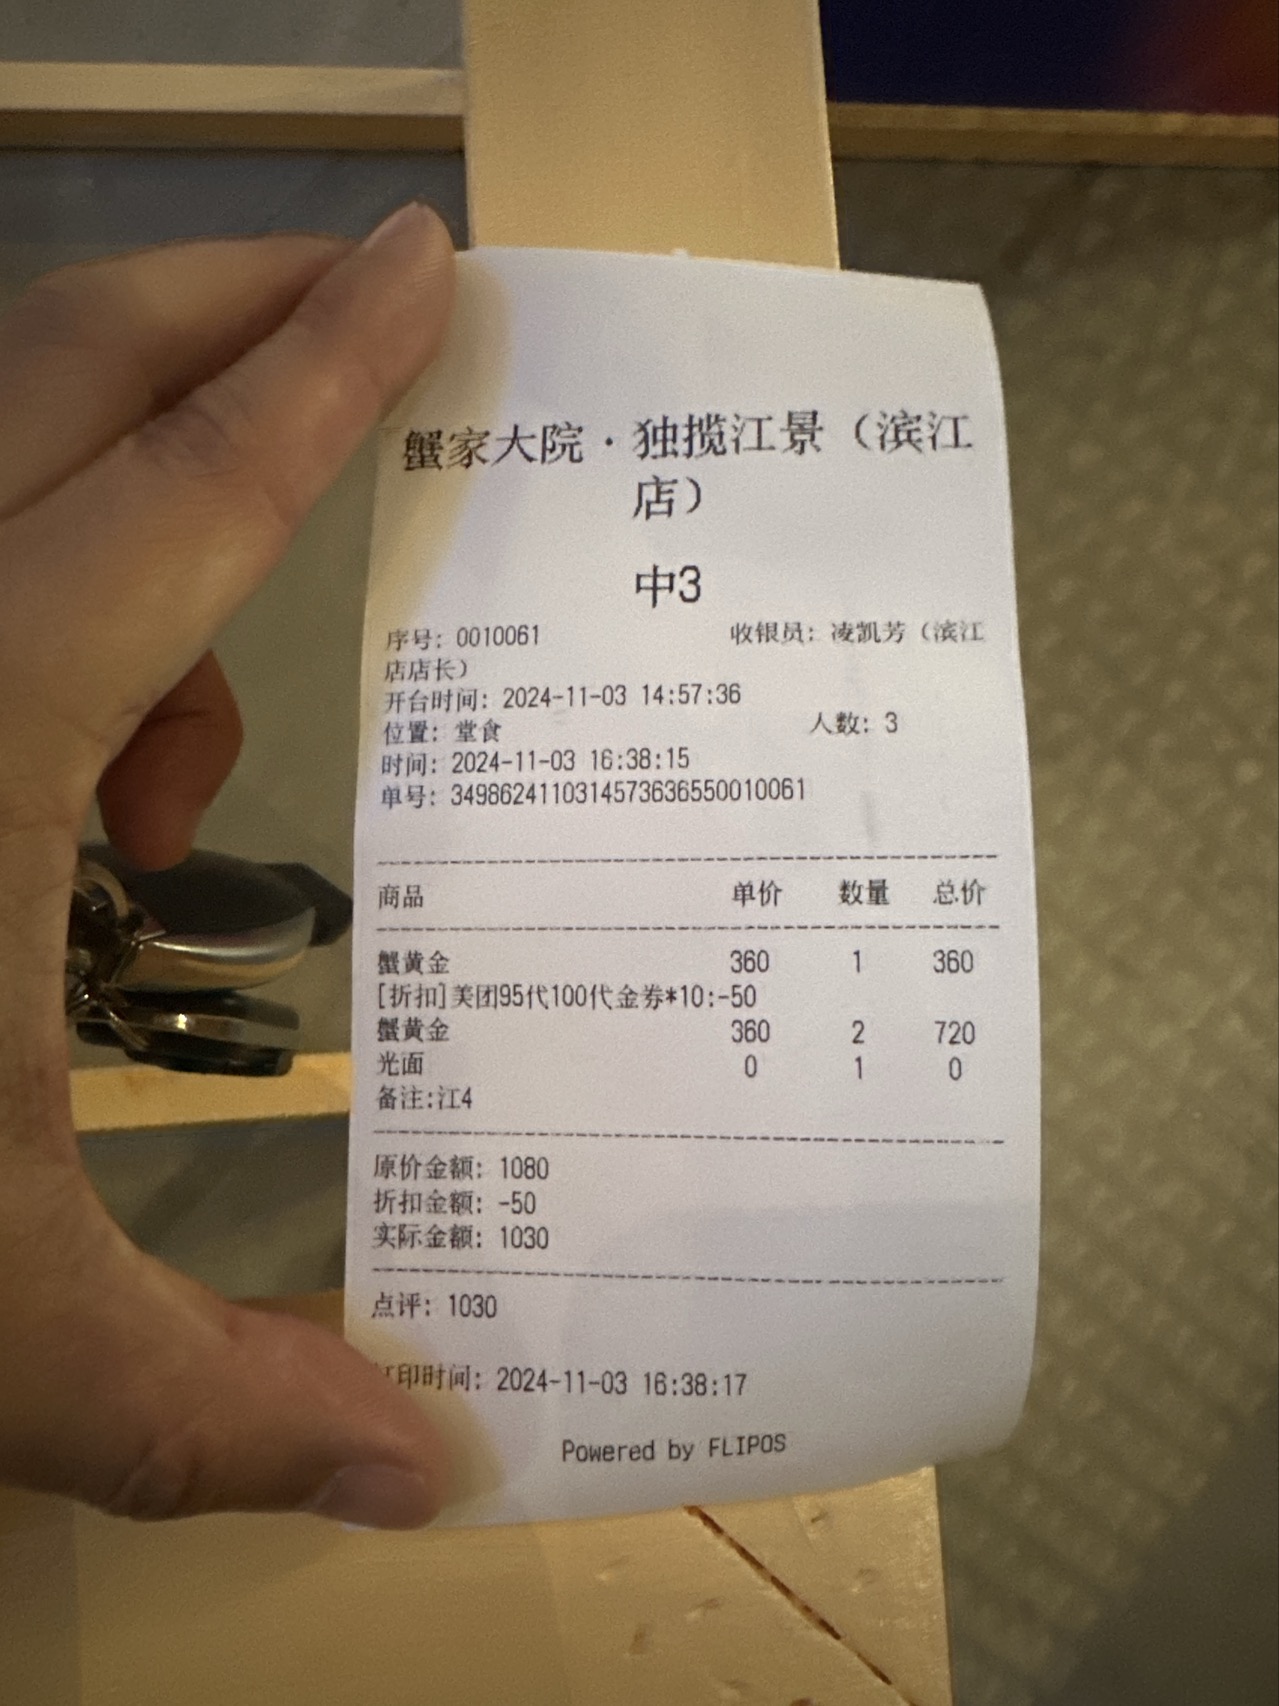 蟹家大院·独揽江景（滨江
店）
中3
序号: 0010061 收银员: 凌凯芳（滨江
店店长）
开台时间: 2024-11-03 14:57:36
位置: 堂食 人数: 3
时间: 2024-11-03 16:38:15
单号: 3498624110314573636550010061
商品 单价 数量 总价
蟹黄金 360 1 360
[折扣]美团95代100代金券*10:-50
蟹黄金 360 2 720
光面 0 1 0
备注:江4
原价金额: 1080
折扣金额: -50
实际金额: 1030
点评: 1030
打印时间: 2024-11-03 16:38:17
Powered by FLIPOS